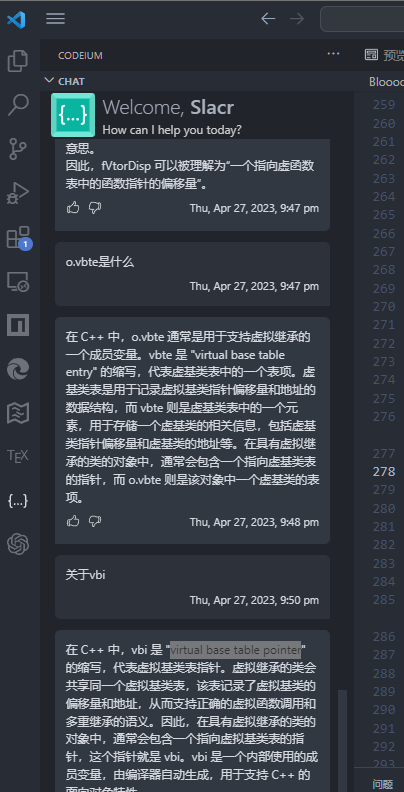 CODEIUM
...
预览
CHAT
Bloooo
{...}
Welcome, Slacr
How can I help you today?
意思。
因此，fVtorDisp 可以被理解为“一个指向虚函数
表中的函数指针的偏移量”。
Thu, Apr 27, 2023, 9:47 pm
o.vbte是什么
Thu, Apr 27, 2023, 9:47 pm
在 C++ 中，o.vbte 通常是用于支持虚拟继承的
一个成员变量。vbte 是 "virtual base table
entry" 的缩写，代表虚基类表中的一个表项。虚
基类表是用于记录虚拟基类指针偏移量和地址的
数据结构，而 vbte 则是虚基类表中的一个元
素，用于存储一个虚基类的相关信息，包括虚基
类指针偏移量和虚基类的地址等。在具有虚拟继
承的类的对象中，通常会包含一个指向虚基类表
的指针，而 o.vbte 则是该对象中一个虚基类的表
项。
Thu, Apr 27, 2023, 9:48 pm
关于vbi
Thu, Apr 27, 2023, 9:50 pm
在 C++ 中，vbi 是 "virtual base table pointer"
的缩写，代表虚拟基类表指针。虚拟继承的类会
共享同一个虚拟基类表，该表记录了虚拟基类的
偏移量和地址，从而支持正确的虚拟函数调用和
多重继承的语义。因此，在具有虚拟继承的类的
对象中，通常会包含一个指向虚拟基类表的指
针，这个指针就是 vbi。vbi 是一个内部使用的成
员变量，由编译器自动生成，用于支持 C++ 的
面向对象特性。
1
TEX
{...}
259
260
261
262
263
264
265
266
267
268
269
270
271
272
273
274
275
276
277
278
279
280
281
282
283
284
285
286
287
288
289
290
291
292
293
问题